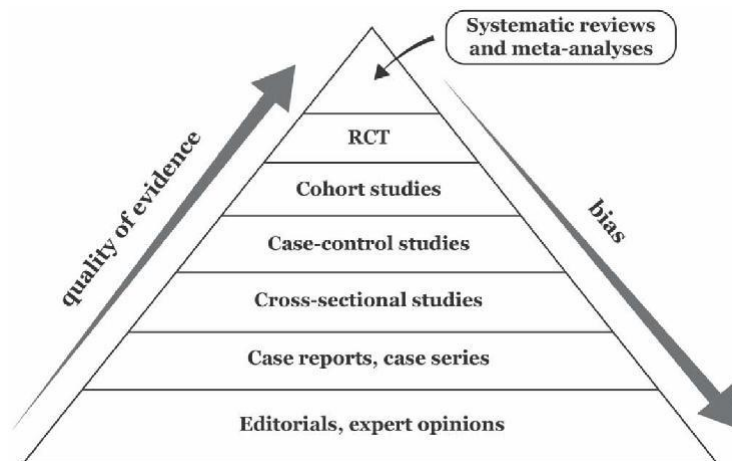 Systematic reviews
and meta-analyses
RCT
Cohort studies
Case-control studies
Cross-sectional studies
Case reports, case series
Editorials, expert opinions
quality of evidence
bias